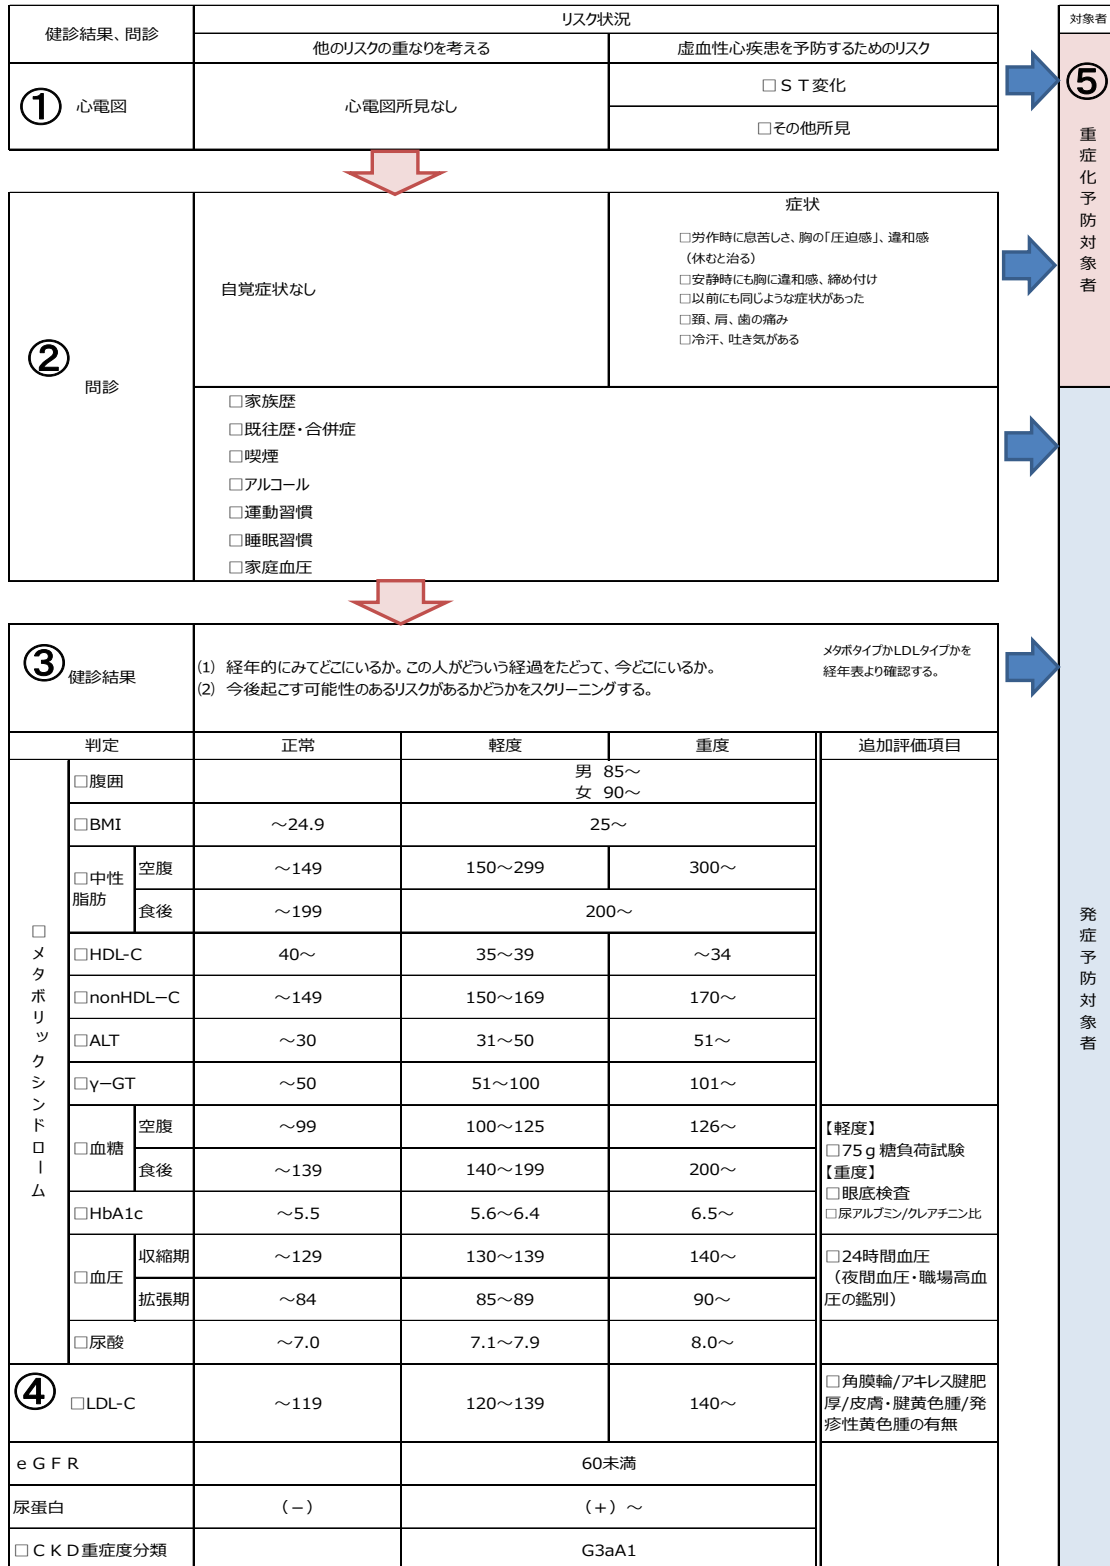 健診結果、問診
リスク状況
対象者
他のリスクの重なりを考える
虚血性心疾患を予防するためのリスク
① 心電図
心電図所見なし
□ＳＴ変化
□その他所見
⑤
重症化予防対象者
②
問診
自覚症状なし
症状
□労作時に息苦しさ、胸の「圧迫感」、違和感
（休むと治る）
□安静時にも胸に違和感、締め付け
□以前にも同じような症状があった
□頚、肩、歯の痛み
□冷汗、吐き気がある
□家族歴
□既往歴・合併症
□喫煙
□アルコール
□運動習慣
□睡眠習慣
□家庭血圧
③ 健診結果
(1) 経年的にみてどこにいるか。この人がどういう経過をたどって、今どこにいるか。
(2) 今後起こす可能性のあるリスクがあるかどうかをスクリーニングする。
メタボタイプかLDLタイプかを
経年表より確認する。
判定 正常 軽度 重度 追加評価項目
□メタボリックシンドローム
□腹囲
男 85～
女 90～
□BMI ～24.9 25～
□中性
脂肪
空腹 ～149 150～299 300～
食後 ～199 200～
□HDL-C 40～ 35～39 ～34
□nonHDL－C ～149 150～169 170～
□ALT ～30 31～50 51～
□γ－GT ～50 51～100 101～
□血糖
空腹 ～99 100～125 126～
食後 ～139 140～199 200～
□HbA1c ～5.5 5.6～6.4 6.5～
【軽度】
□75ｇ糖負荷試験
【重度】
□眼底検査
□尿アルブミン/クレアチニン比
□血圧
収縮期 ～129 130～139 140～
拡張期 ～84 85～89 90～
□24時間血圧
（夜間血圧・職場高血
圧の鑑別）
□尿酸 ～7.0 7.1～7.9 8.0～
④ □LDL-C ～119 120～139 140～
□角膜輪/アキレス腱肥
厚/皮膚・腱黄色腫/発
疹性黄色腫の有無
ｅＧＦＲ 60未満
尿蛋白 （－） （+）～
□ＣＫＤ重症度分類 G3aA1
発症予防対象者